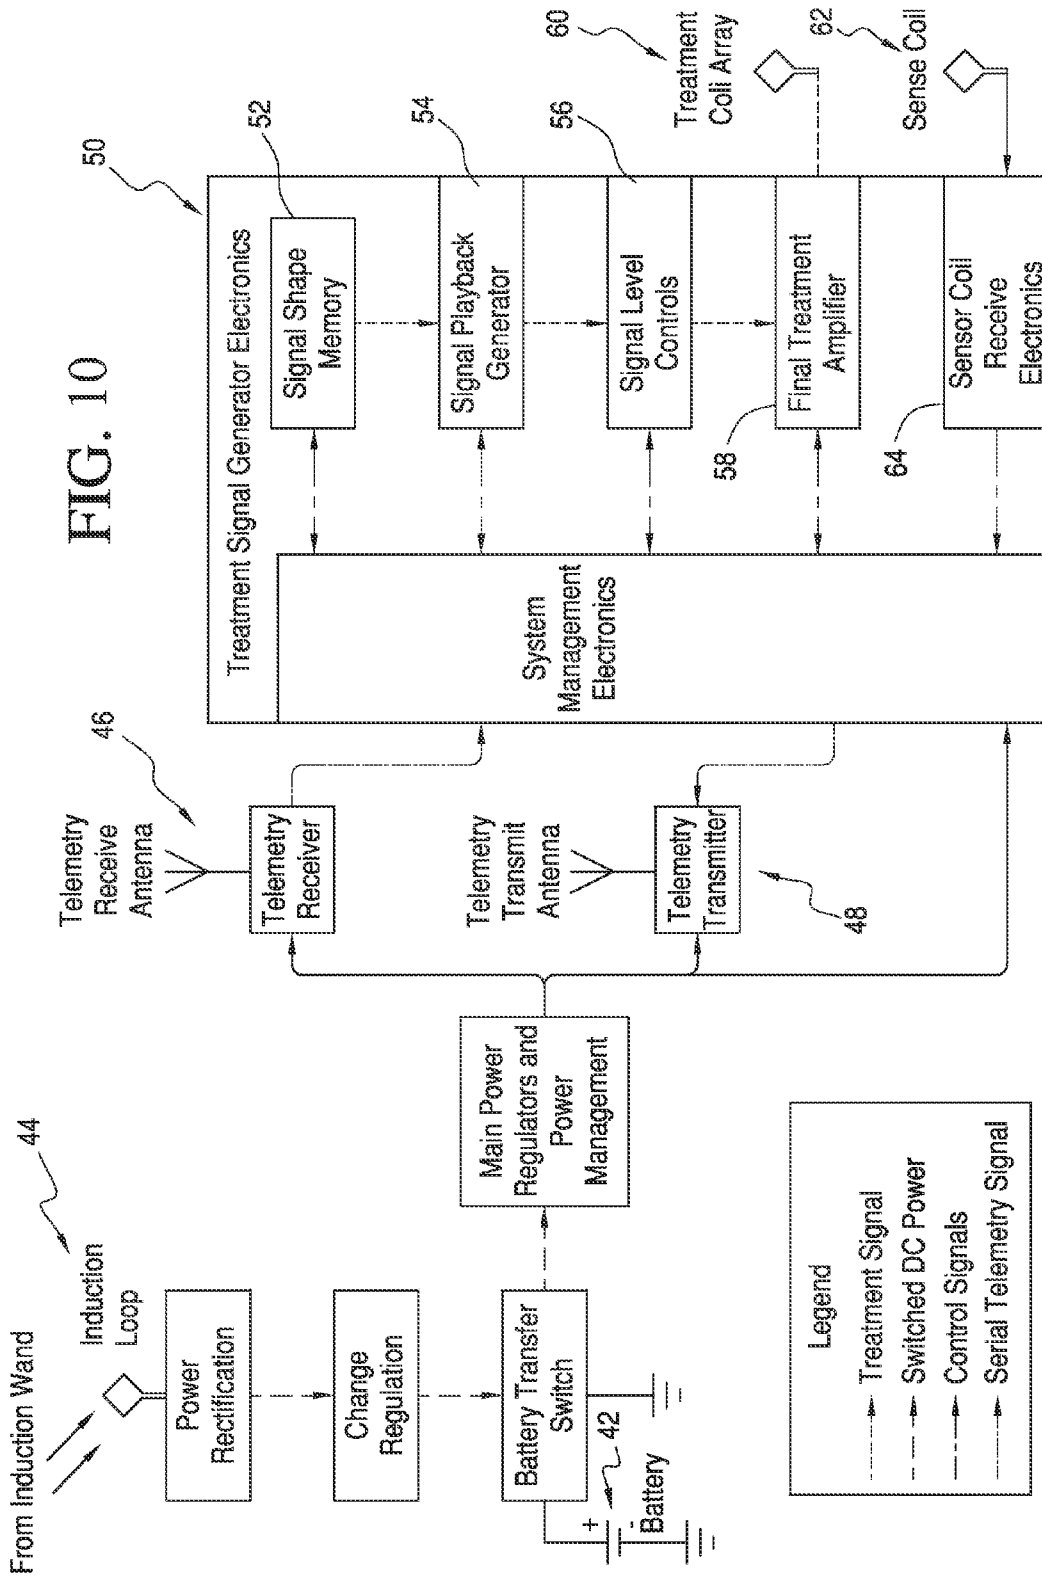 FIG. 10
From Induction Wand
Induction
Loop
44
Power
Rectification
Change
Regulation
Battery Transfer
Switch
42
+
-
Battery
Main Power
Regulators and
Power
Management
Telemetry
Receive
Antenna
46
Telemetry
Receiver
Telemetry
Transmit
Antenna
Telemetry
Transmitter
48
50
Treatment Signal Generator Electronics
System
Management
Electronics
52
Signal Shape
Memory
54
Signal Playback
Generator
56
Signal Level
Controls
58
Final Treatment
Amplifier
64
Sensor Coil
Receive
Electronics
60
Treatment
Coli Array
62
Sense Coil
Legend
Treatment Signal
Switched DC Power
Control Signals
Serial Telemetry Signal